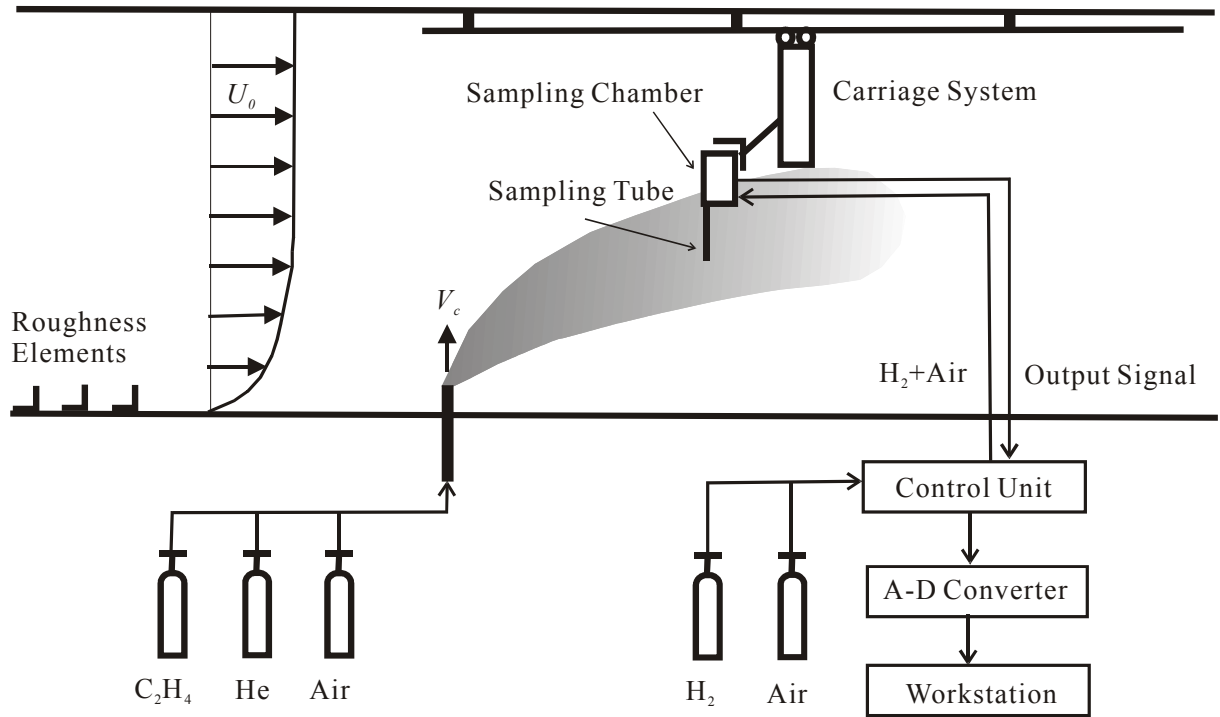 U₀
Sampling Chamber
Carriage System
Sampling Tube
V꜀
Roughness
Elements
H₂+Air
Output Signal
Control Unit
A-D Converter
Workstation
C₂H₄
He
Air
H₂
Air